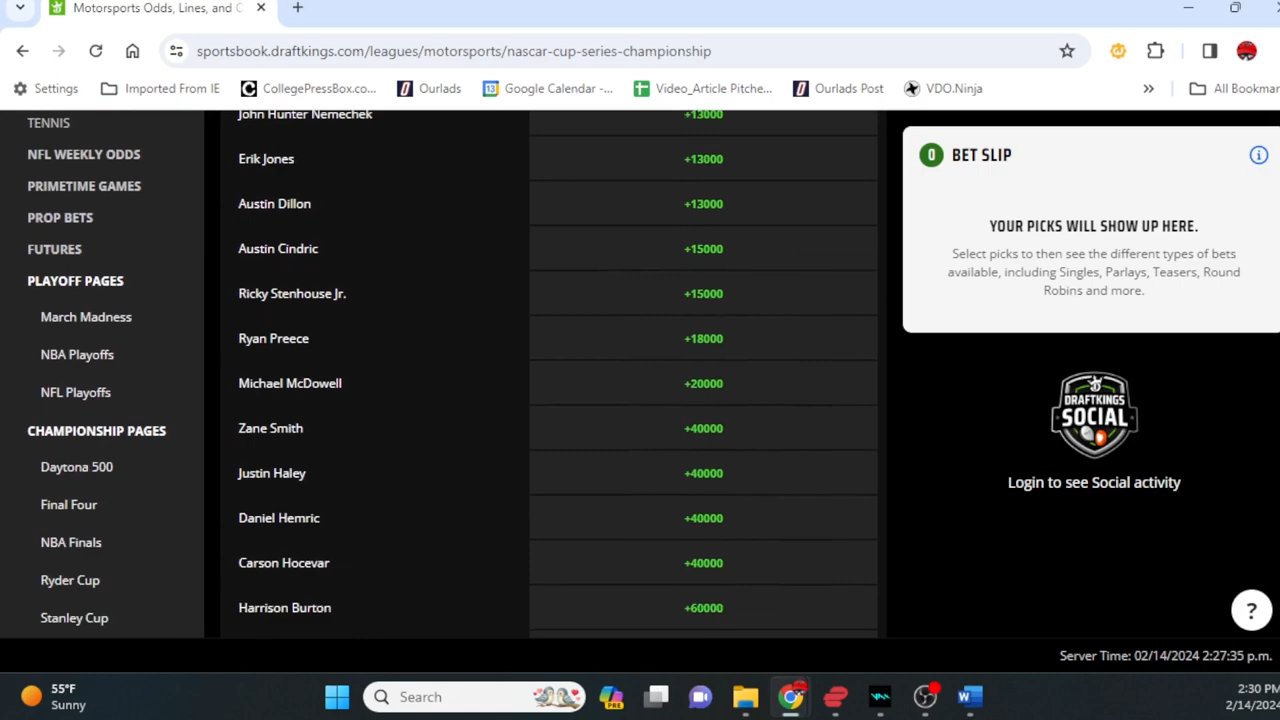 Motorsports Odds, Lines, and
sportsbook.draftkings.com/leagues/motorsports/nascar-cup-series-championship
Settings Imported From IE CollegePressBox.co... Ourlads Google Calendar -... Video_Article Pitche... Ourlads Post VDO.Ninja » All Bookmar
TENNIS
NFL WEEKLY ODDS
PRIMETIME GAMES
PROP BETS
FUTURES
PLAYOFF PAGES
March Madness
NBA Playoffs
NFL Playoffs
CHAMPIONSHIP PAGES
Daytona 500
Final Four
NBA Finals
Ryder Cup
Stanley Cup
John Hunter Nemechek +13000
Erik Jones +13000
Austin Dillon +13000
Austin Cindric +15000
Ricky Stenhouse Jr. +15000
Ryan Preece +18000
Michael McDowell +20000
Zane Smith +40000
Justin Haley +40000
Daniel Hemric +40000
Carson Hocevar +40000
Harrison Burton +60000
0 BET SLIP
YOUR PICKS WILL SHOW UP HERE.
Select picks to then see the different types of bets
available, including Singles, Parlays, Teasers, Round
Robins and more.
DRAFTKINGS
SOCIAL
Login to see Social activity
?
Server Time: 02/14/2024 2:27:35 p.m.
55°F
Sunny
Search
PRE
2:30 PM
2/14/202